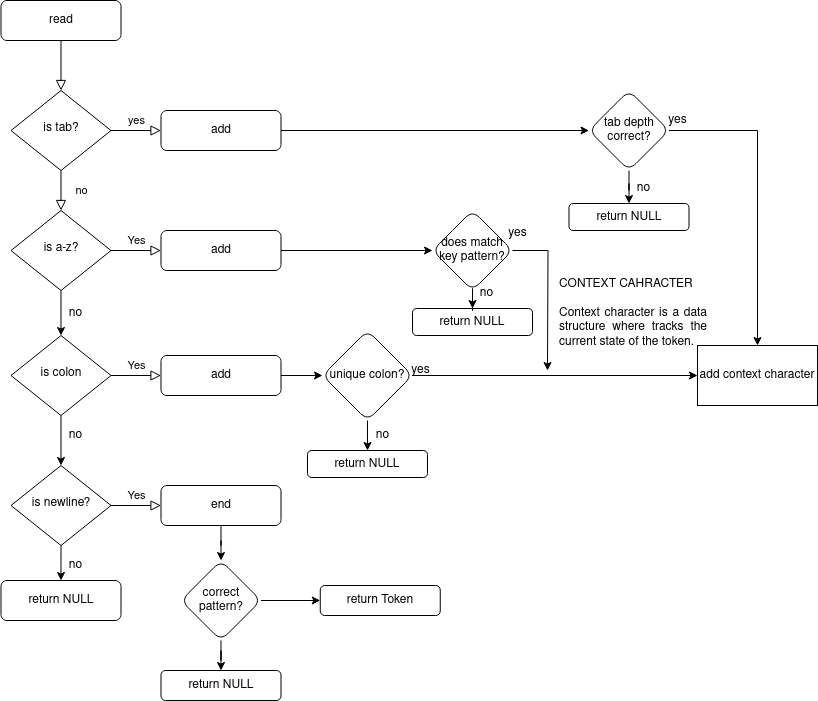 read
is tab?
yes
add
tab depth
correct?
yes
no
no
return NULL
is a-z?
Yes
add
does match
key pattern?
yes
no
return NULL
CONTEXT CAHRACTER
Context character is a data
structure where tracks the
current state of the token.
no
is colon
Yes
add
unique colon?
yes
add context character
no
no
return NULL
is newline?
Yes
end
no
return NULL
correct
pattern?
return Token
return NULL